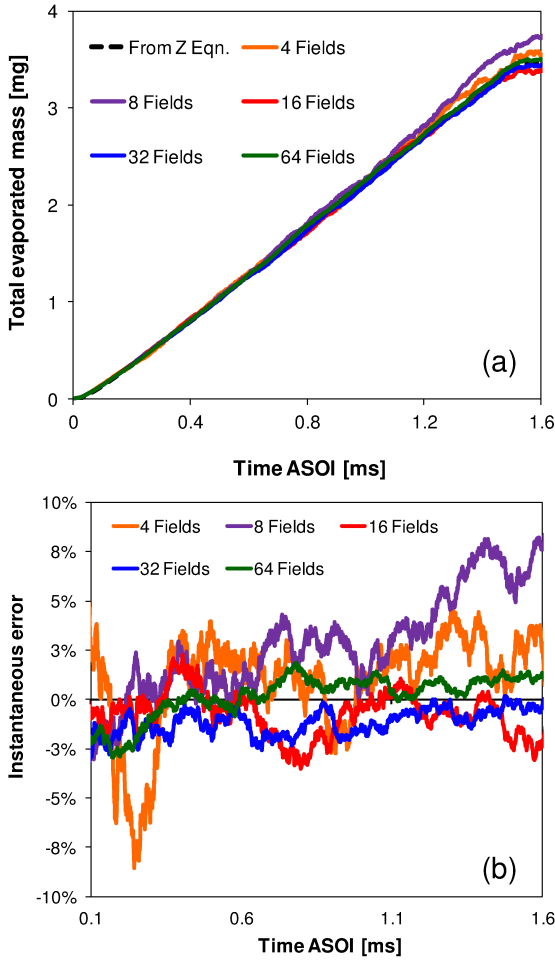 4
3
2
1
0
Total evaporated mass [mg]
From Z Eqn.
4 Fields
8 Fields
16 Fields
32 Fields
64 Fields
(a)
0
0.4
0.8
1.2
1.6
Time ASOI [ms]
10%
8%
5%
3%
0%
-3%
-5%
-8%
-10%
Instantaneous error
4 Fields
8 Fields
16 Fields
32 Fields
64 Fields
(b)
0.1
0.6
1.1
1.6
Time ASOI [ms]